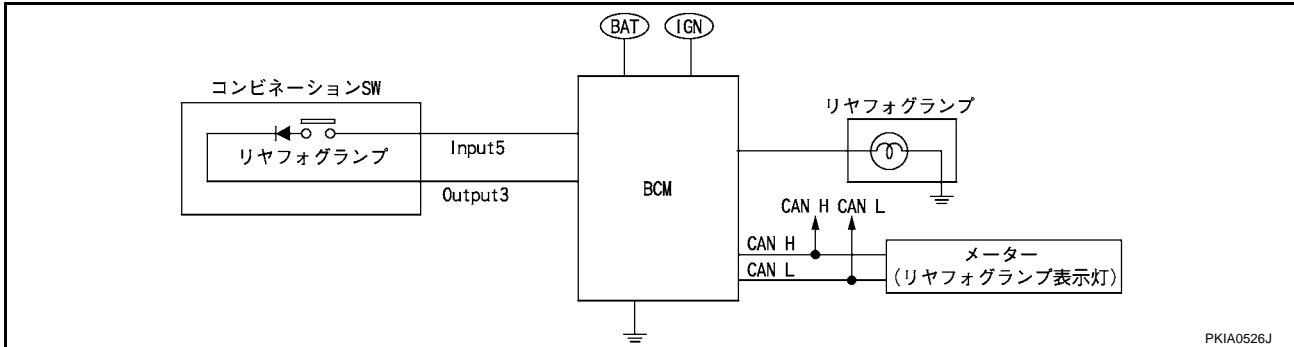 BAT
IGN
コンビネーションSW
リヤフォグランプ
Input5
Output3
BCM
リヤフォグランプ
CAN H CAN L
CAN H
CAN L
メーター
(リヤフォグランプ表示灯)
PKIA0526J